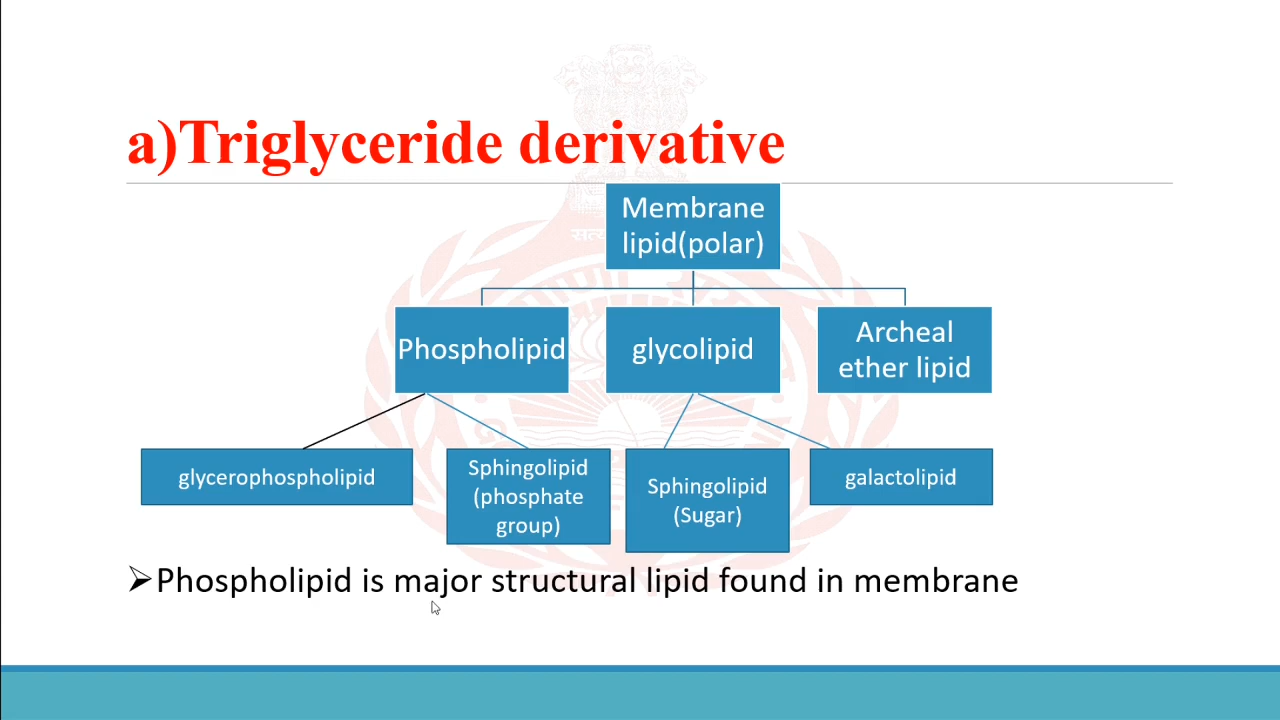 a)Triglyceride derivative
Membrane
lipid(polar)
Phospholipid
glycolipid
Archeal
ether lipid
glycerophospholipid
Sphingolipid
(phosphate
group)
Sphingolipid
(Sugar)
galactolipid
➢Phospholipid is major structural lipid found in membrane